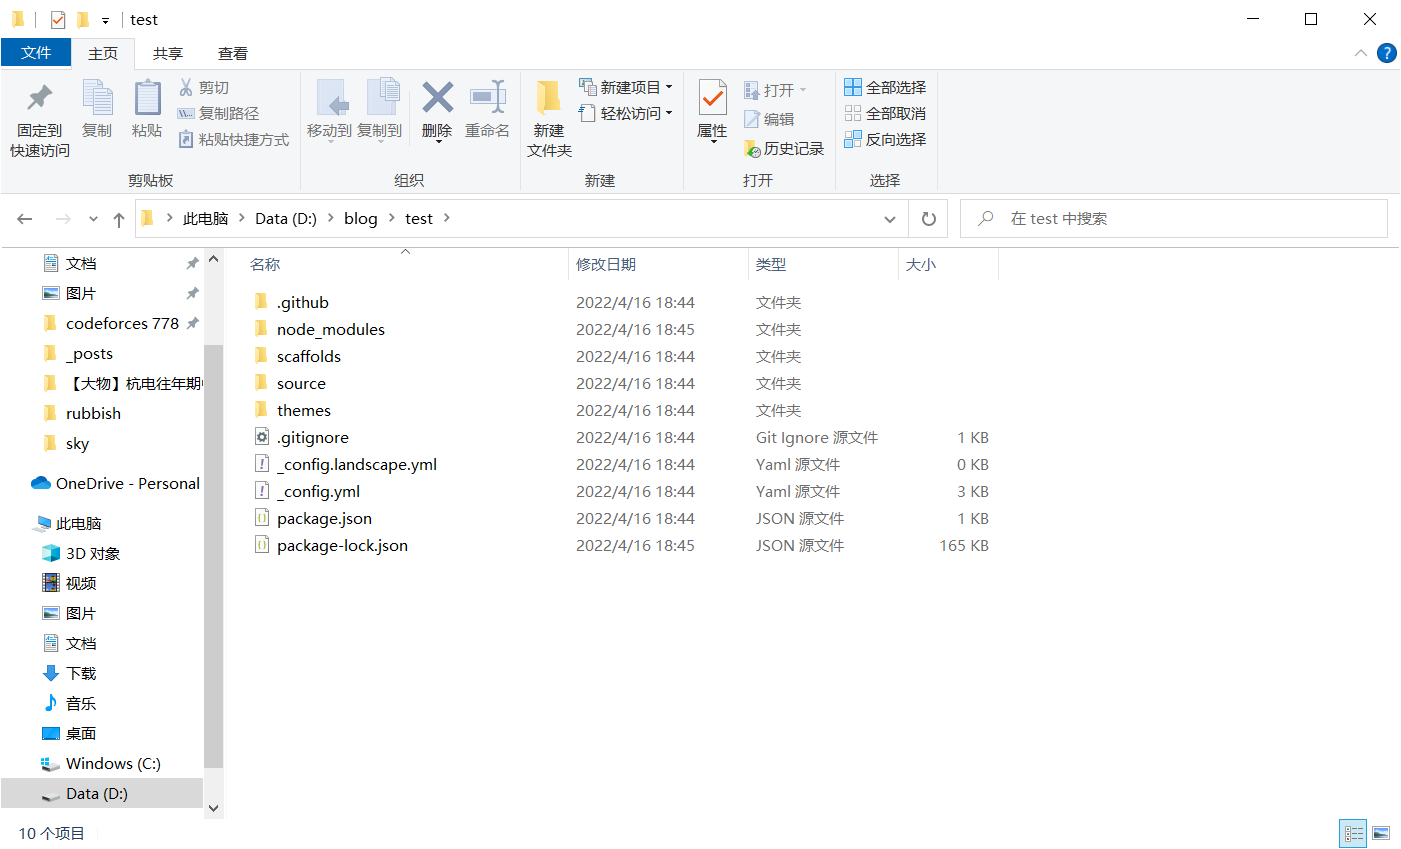 test
文件 主页 共享 查看
固定到
快速访问
复制
粘贴
剪切
复制路径
粘贴快捷方式
剪贴板
移动到
复制到
删除
重命名
组织
新建
文件夹
新建项目
轻松访问
新建
属性
打开
编辑
历史记录
打开
全部选择
全部取消
反向选择
选择
此电脑 Data (D:) blog test
在 test 中搜索
文档
图片
codeforces 778
_posts
【大物】杭电往年期
rubbish
sky
OneDrive - Personal
此电脑
3D 对象
视频
图片
文档
下载
音乐
桌面
Windows (C:)
Data (D:)
名称 修改日期 类型 大小
.github 2022/4/16 18:44 文件夹
node_modules 2022/4/16 18:45 文件夹
scaffolds 2022/4/16 18:44 文件夹
source 2022/4/16 18:44 文件夹
themes 2022/4/16 18:44 文件夹
.gitignore 2022/4/16 18:44 Git Ignore 源文件 1 KB
_config.landscape.yml 2022/4/16 18:44 Yaml 源文件 0 KB
_config.yml 2022/4/16 18:44 Yaml 源文件 3 KB
package.json 2022/4/16 18:44 JSON 源文件 1 KB
package-lock.json 2022/4/16 18:45 JSON 源文件 165 KB
10 个项目